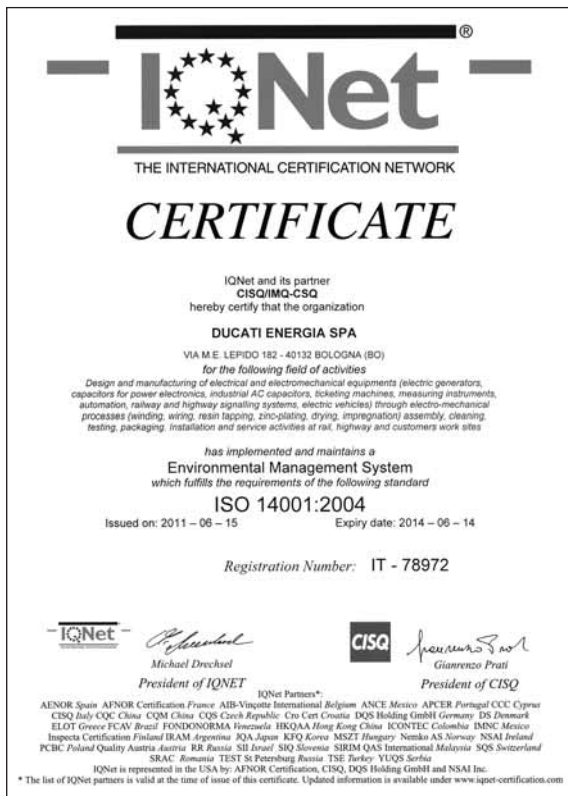 IQNet ®
THE INTERNATIONAL CERTIFICATION NETWORK
CERTIFICATE
IQNet and its partner
CISQ/IMQ-CSQ
hereby certify that the organization
DUCATI ENERGIA SPA
VIA M.E. LEPIDO 182 - 40132 BOLOGNA (BO)
for the following field of activities
Design and manufacturing of electrical and electromechanical equipments (electric generators,
capacitors for power electronics, industrial AC capacitors, ticketing machines, measuring instruments,
automation, railway and highway signalling systems, electric vehicles) through electro-mechanical
processes (winding, wiring, resin tapping, zinc-plating, drying, impregnation) assembly, cleaning,
testing, packaging. Installation and service activities at rail, highway and customers work sites
has implemented and maintains a
Environmental Management System
which fulfills the requirements of the following standard
ISO 14001:2004
Issued on: 2011 – 06 – 15 Expiry date: 2014 – 06 – 14
Registration Number: IT - 78972
IQNet CISQ
Michael Drechsel Gianrenzo Prati
President of IQNET President of CISQ
IQNet Partners*:
AENOR Spain AFNOR Certification France AIB-Vinçotte International Belgium ANCE Mexico APCER Portugal CCC Cyprus
CISQ Italy CQC China CQM China CQS Czech Republic Cro Cert Croatia DQS Holding GmbH Germany DS Denmark
ELOT Greece FCAV Brazil FONDONORMA Venezuela HKQAA Hong Kong China ICONTEC Colombia IMNC Mexico
Inspecta Certification Finland IRAM Argentina JQA Japan KFQ Korea MSZT Hungary Nemko AS Norway NSAI Ireland
PCBC Poland Quality Austria Austria RR Russia SII Israel SIQ Slovenia SIRIM QAS International Malaysia SQS Switzerland
SRAC Romania TEST St Petersburg Russia TSE Turkey YUQS Serbia
IQNet is represented in the USA by: AFNOR Certification, CISQ, DQS Holding GmbH and NSAI Inc.
* The list of IQNet partners is valid at the time of issue of this certificate. Updated information is available under www.iqnet-certification.com